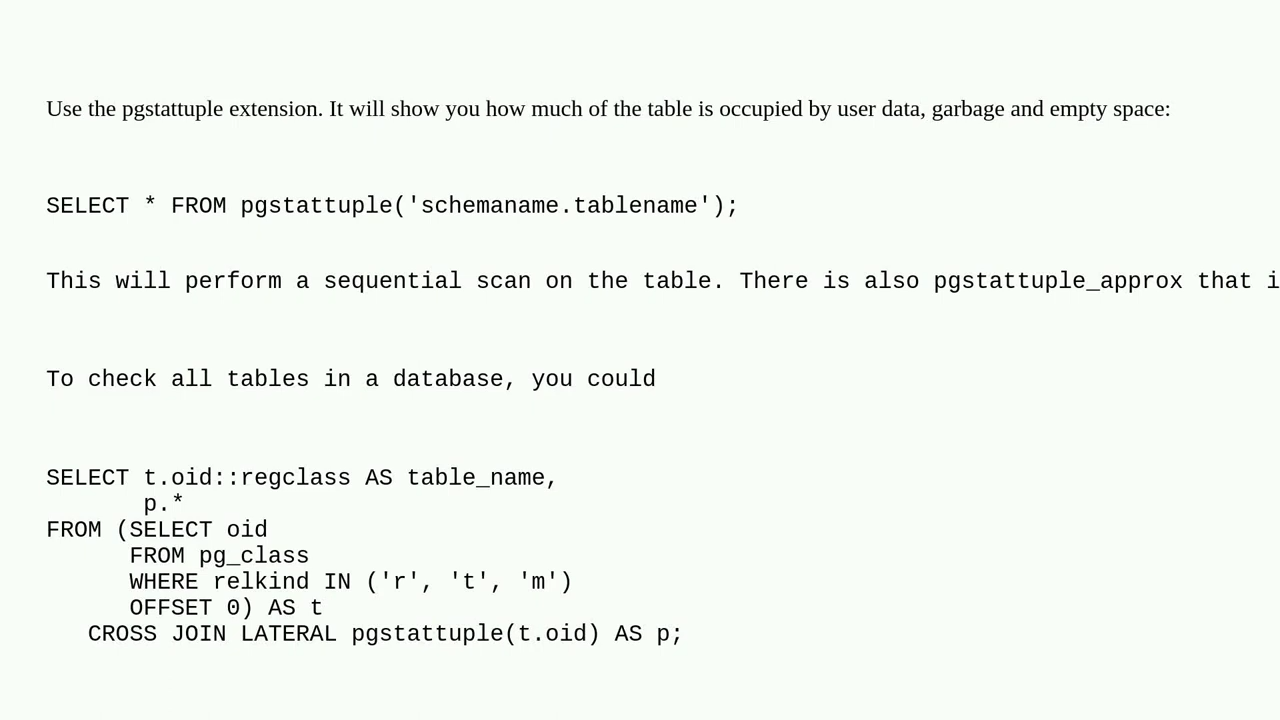 Use the pgstattuple extension. It will show you how much of the table is occupied by user data, garbage and empty space:
SELECT * FROM pgstattuple('schemaname.tablename');
This will perform a sequential scan on the table. There is also pgstattuple_approx that
To check all tables in a database, you could
SELECT t.oid::regclass AS table_name,
       p.*
FROM (SELECT oid
      FROM pg_class
      WHERE relkind IN ('r', 't', 'm')
      OFFSET 0) AS t
   CROSS JOIN LATERAL pgstattuple(t.oid) AS p;